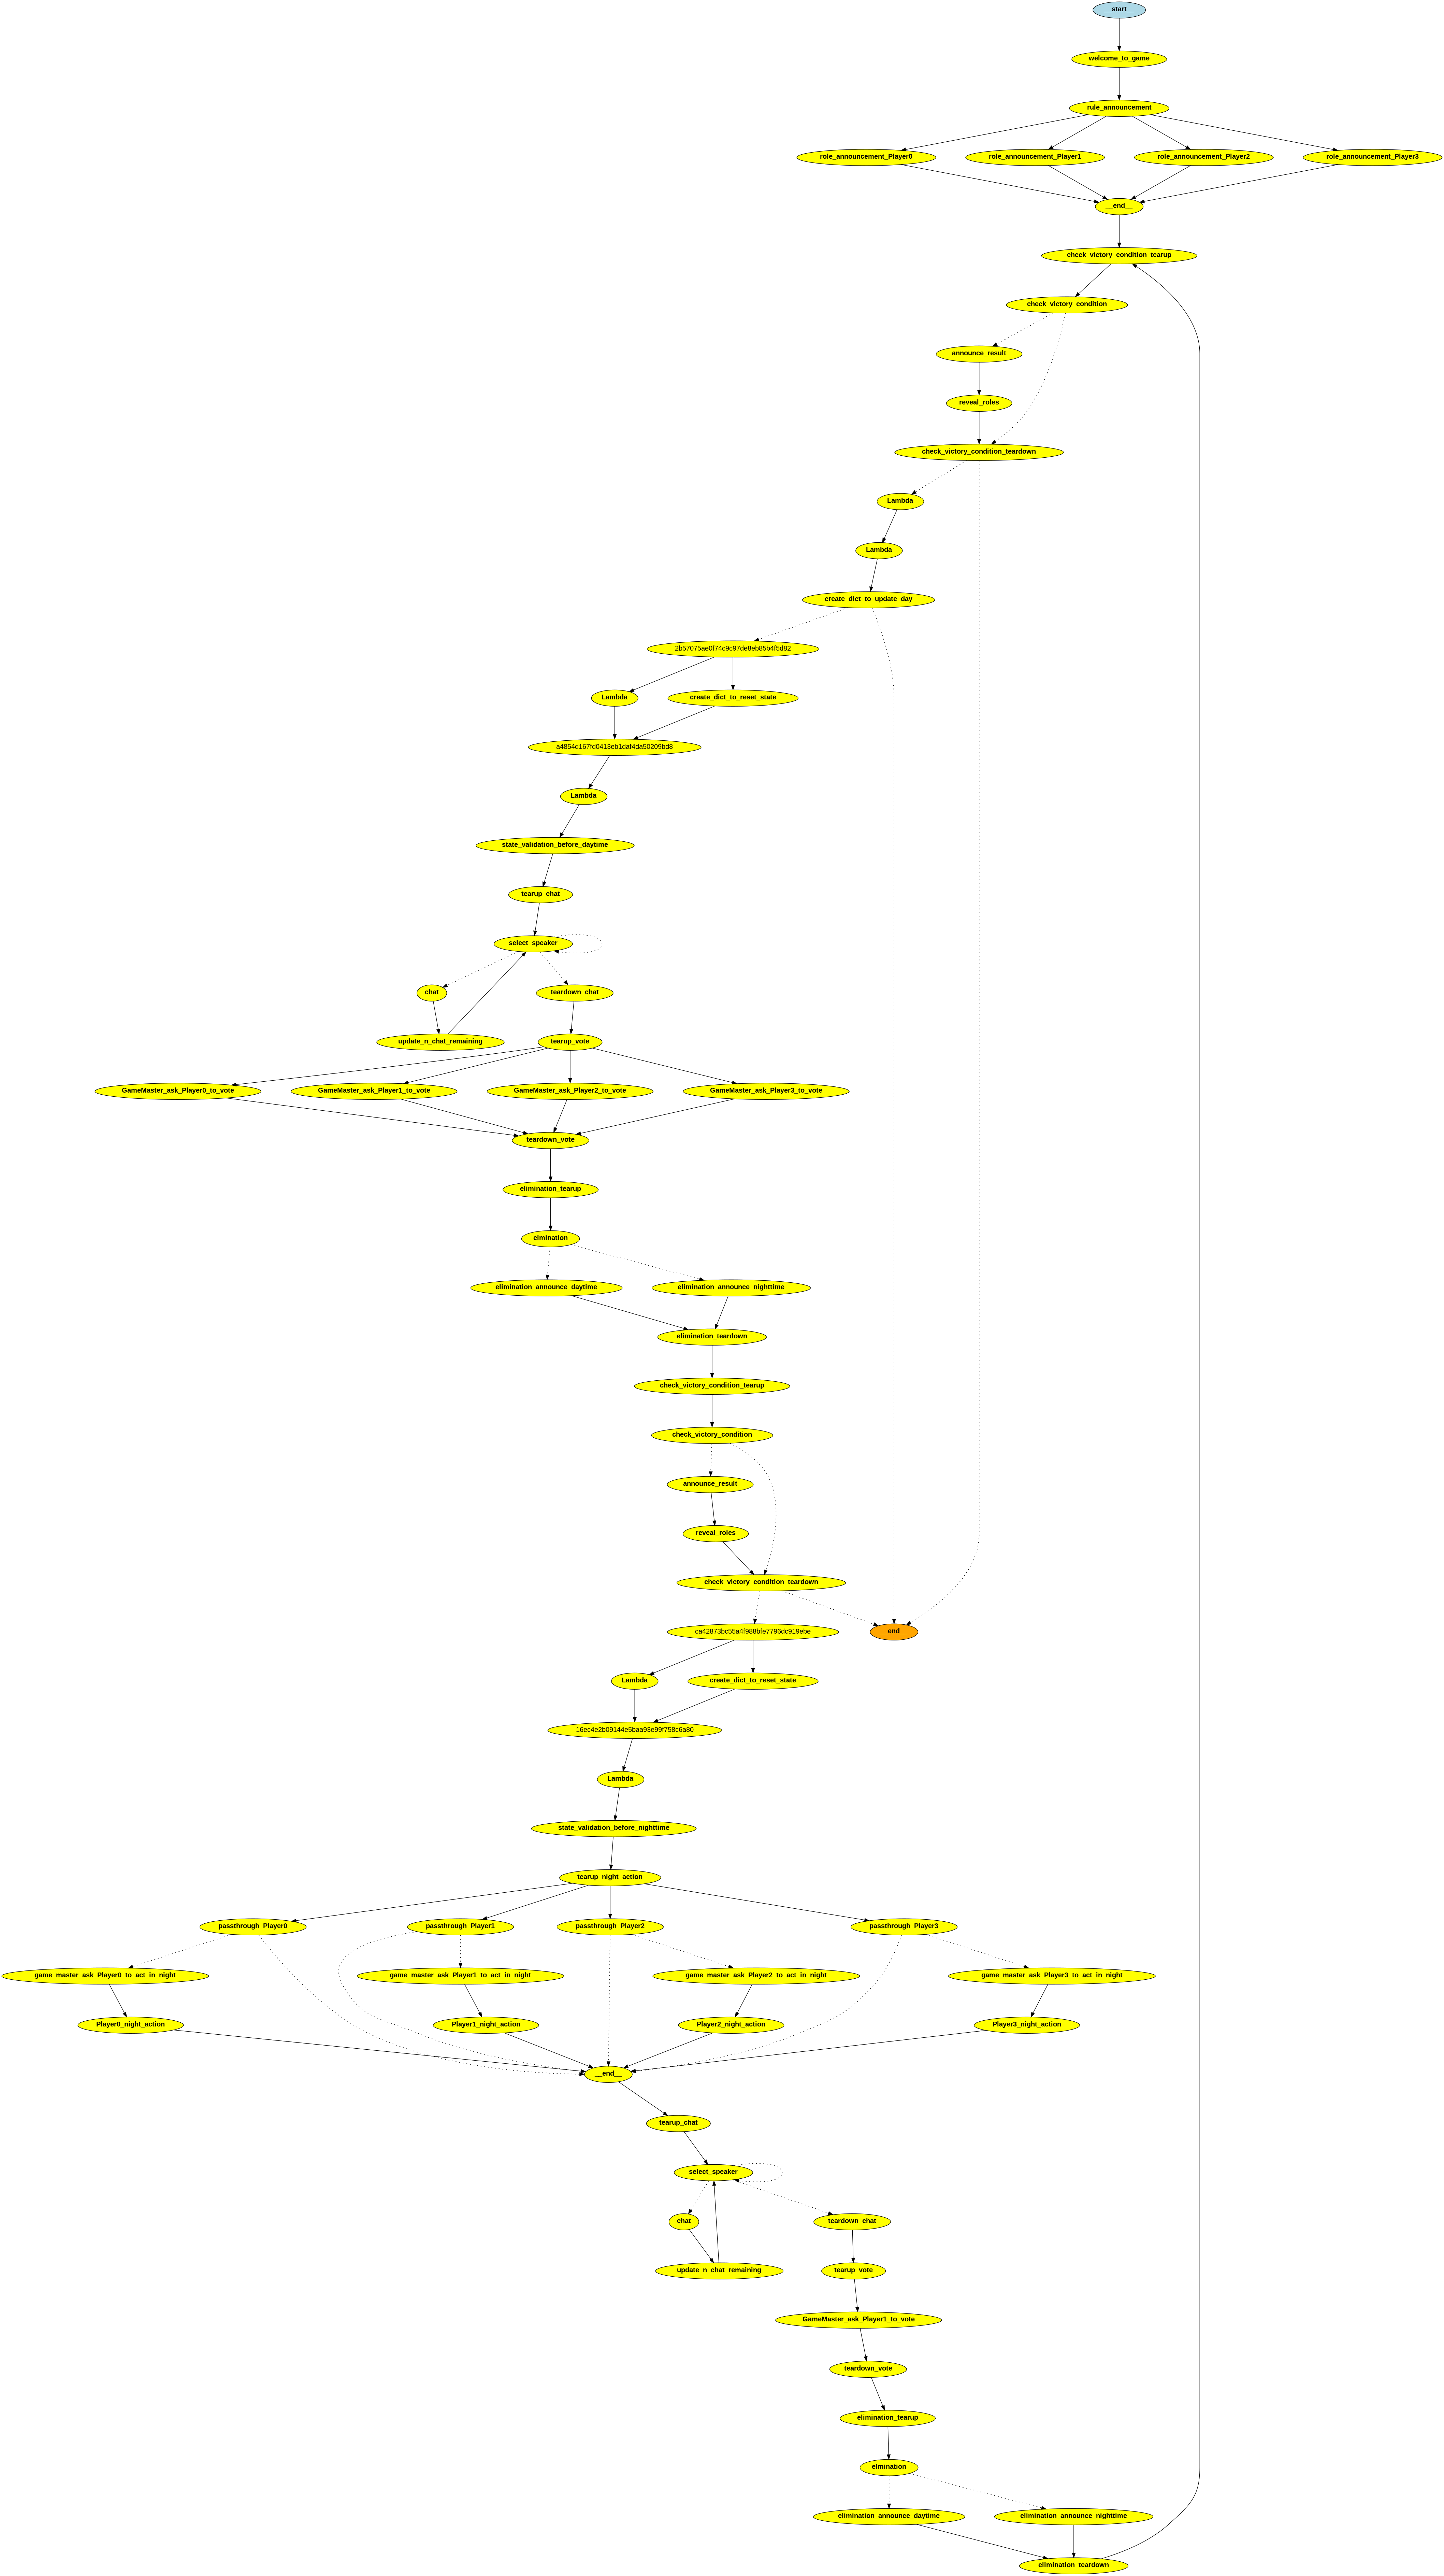 __start__
welcome_to_game
rule_announcement
role_announcement_Player0
role_announcement_Player1
role_announcement_Player2
role_announcement_Player3
__end__
check_victory_condition_tearup
check_victory_condition
announce_result
reveal_roles
check_victory_condition_teardown
Lambda
Lambda
create_dict_to_update_day
2b57075ae0f74c9c97de8eb85b4f5d82
Lambda
create_dict_to_reset_state
a4854d167fd0413eb1daf4da50209bd8
Lambda
state_validation_before_daytime
tearup_chat
select_speaker
chat
teardown_chat
update_n_chat_remaining
tearup_vote
GameMaster_ask_Player0_to_vote
GameMaster_ask_Player1_to_vote
GameMaster_ask_Player2_to_vote
GameMaster_ask_Player3_to_vote
teardown_vote
elimination_tearup
elmination
elimination_announce_daytime
elimination_announce_nighttime
elimination_teardown
check_victory_condition_tearup
check_victory_condition
announce_result
reveal_roles
check_victory_condition_teardown
ca42873bc55a4f988bfe7796dc919ebe
__end__
Lambda
create_dict_to_reset_state
16ec4e2b09144e5baa93e99f758c6a80
Lambda
state_validation_before_nighttime
tearup_night_action
passthrough_Player0
passthrough_Player1
passthrough_Player2
passthrough_Player3
game_master_ask_Player0_to_act_in_night
game_master_ask_Player1_to_act_in_night
game_master_ask_Player2_to_act_in_night
game_master_ask_Player3_to_act_in_night
Player0_night_action
Player1_night_action
Player2_night_action
Player3_night_action
__end__
tearup_chat
select_speaker
chat
teardown_chat
update_n_chat_remaining
tearup_vote
GameMaster_ask_Player1_to_vote
teardown_vote
elimination_tearup
elmination
elimination_announce_daytime
elimination_announce_nighttime
elimination_teardown